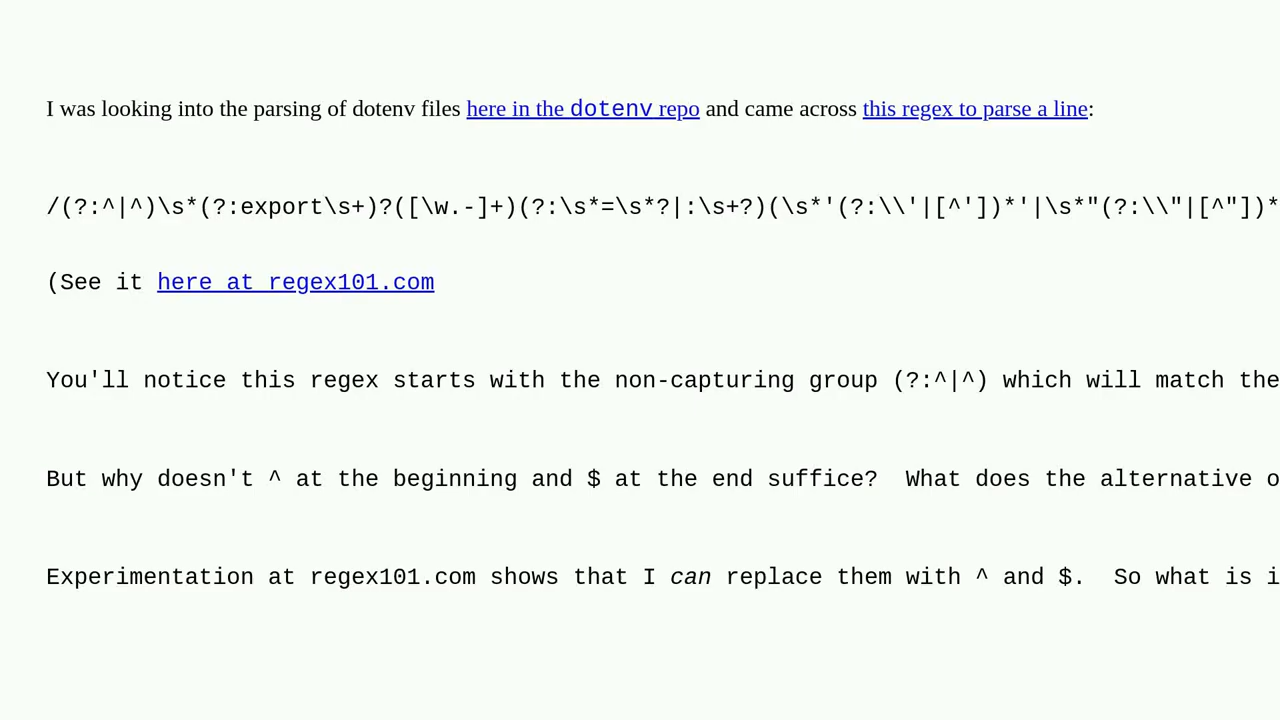 I was looking into the parsing of dotenv files here in the dotenv repo and came across this regex to parse a line:
/(?:^|^)\s*(?:export\s+)?([\w.-]+)(?:\s*=\s*?|:\s+?)(\s*'(?:\\'|[^'])*'|\s*"(?:\\"|[^"])*
(See it here at regex101.com
You'll notice this regex starts with the non-capturing group (?:^|^) which will match the
But why doesn't ^ at the beginning and $ at the end suffice?  What does the alternative o
Experimentation at regex101.com shows that I can replace them with ^ and $.  So what is i